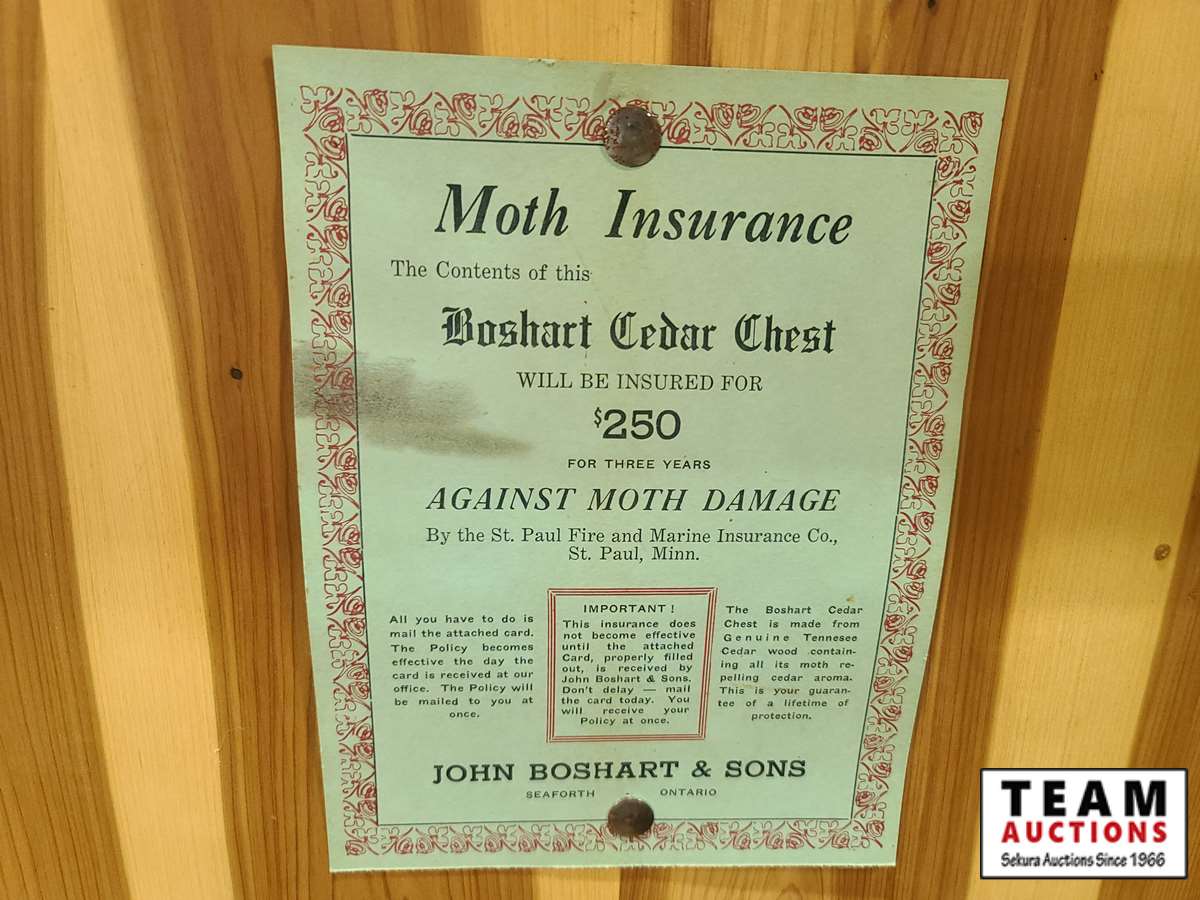 Moth Insurance
The Contents of this
Boshart Cedar Chest
WILL BE INSURED FOR
$250
FOR THREE YEARS
AGAINST MOTH DAMAGE
By the St. Paul Fire and Marine Insurance Co.,
St. Paul, Minn.
All you have to do is
mail the attached card.
The Policy becomes
effective the day the
card is received at our
office. The Policy will
be mailed to you at
once.
IMPORTANT!
This insurance does
not become effective
until the attached
Card, properly filled
out, is received by
John Boshart & Sons.
Don't delay — mail
the card today. You
will receive your
Policy at once.
The Boshart Cedar
Chest is made from
Genuine Tennesee
Cedar wood contain-
ing all its moth re-
pelling cedar aroma.
This is your guaran-
tee of a lifetime of
protection.
JOHN BOSHART & SONS
SEAFORTH ONTARIO
TEAM
AUCTIONS
Sekura Auctions Since 1966